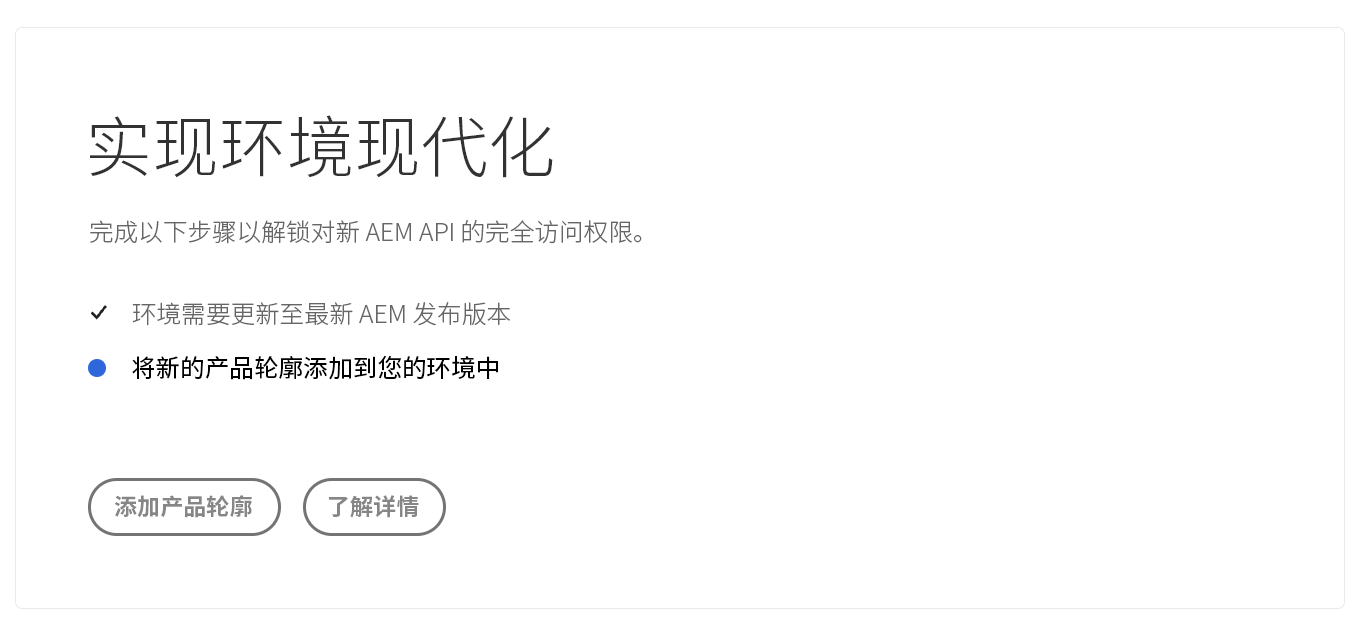 实现环境现代化
完成以下步骤以解锁对新 AEM API 的完全访问权限。
环境需要更新至最新 AEM 发布版本
将新的产品轮廓添加到您的环境中
添加产品轮廓
了解详情